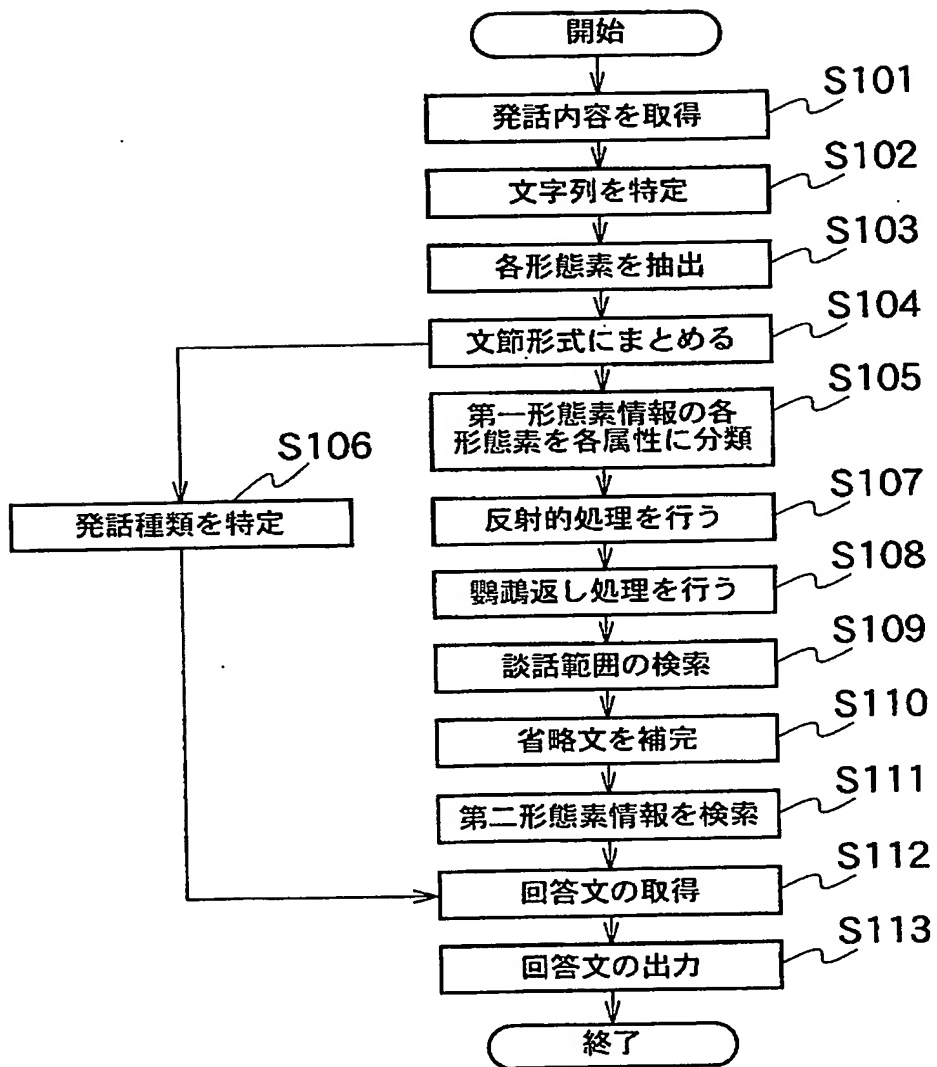 開始
S101
発話内容を取得
S102
文字列を特定
S103
各形態素を抽出
S104
文節形式にまとめる
S105
第一形態素情報の各
形態素を各属性に分類
S106
発話種類を特定
S107
反射的処理を行う
S108
鸚鵡返し処理を行う
S109
談話範囲の検索
S110
省略文を補完
S111
第二形態素情報を検索
S112
回答文の取得
S113
回答文の出力
終了